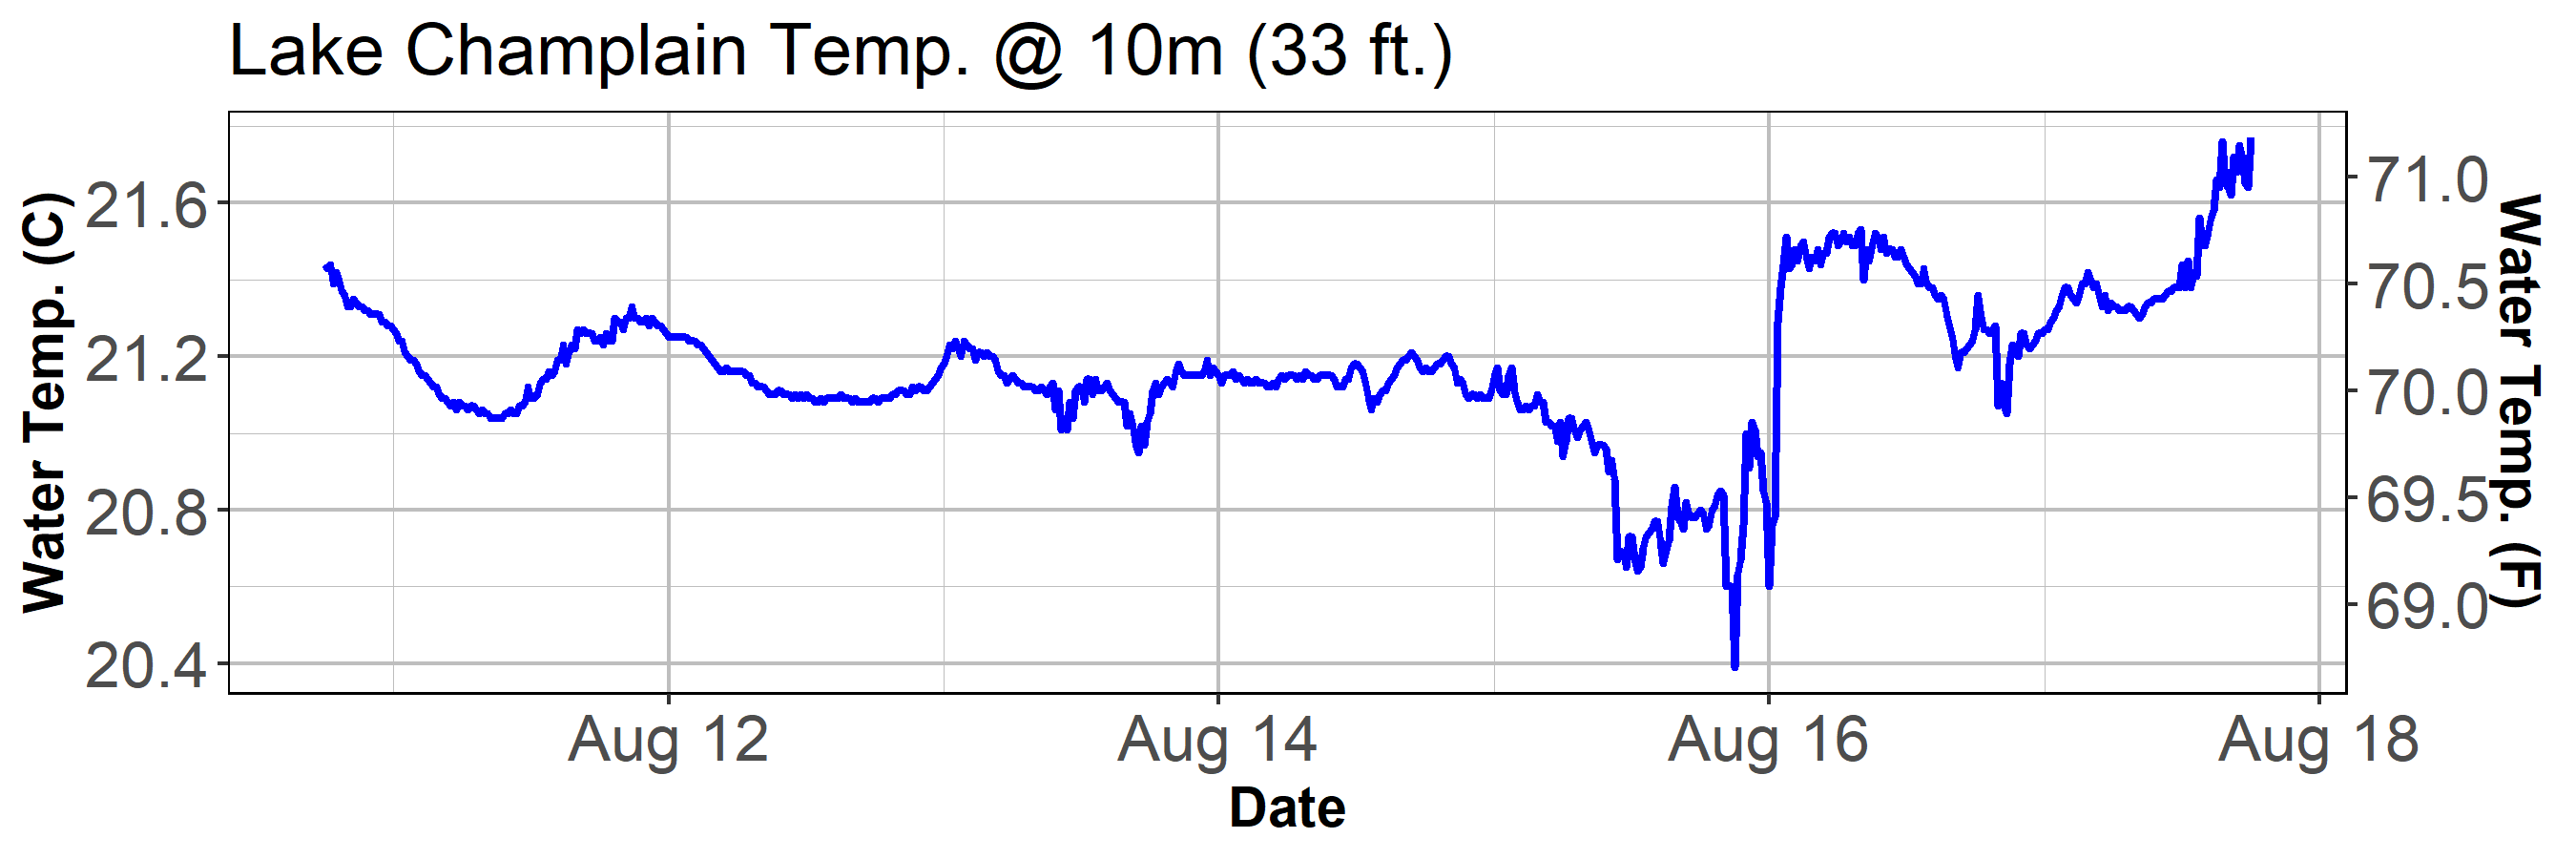 Lake Champlain Temp. @ 10m (33 ft.)
Water Temp. (C)
21.6
21.2
20.8
20.4
71.0
70.5
70.0
69.5
69.0
Water Temp. (F)
Aug 12 Aug 14 Aug 16 Aug 18
Date